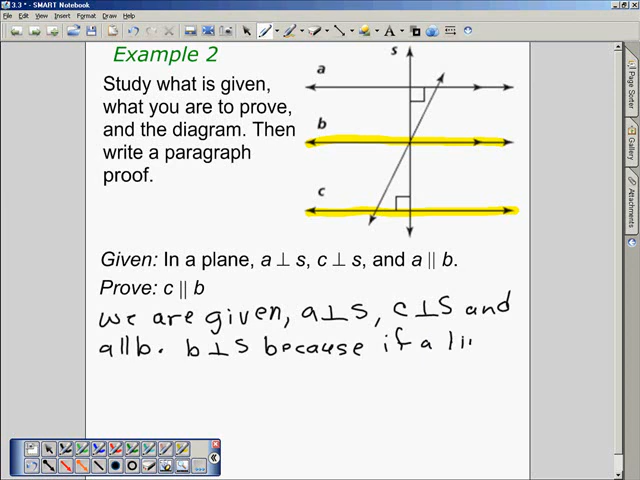 3.3 * - SMART Notebook
File Edit View Insert Format Draw Help
Example 2
Study what is given,
what you are to prove,
and the diagram. Then
write a paragraph
proof.
s
a
b
c
Given: In a plane, a ⊥ s, c ⊥ s, and a || b.
Prove: c || b
we are given, a⊥s, c⊥s and
a||b. b⊥s because if a li
Page Sorter
Gallery
Attachments